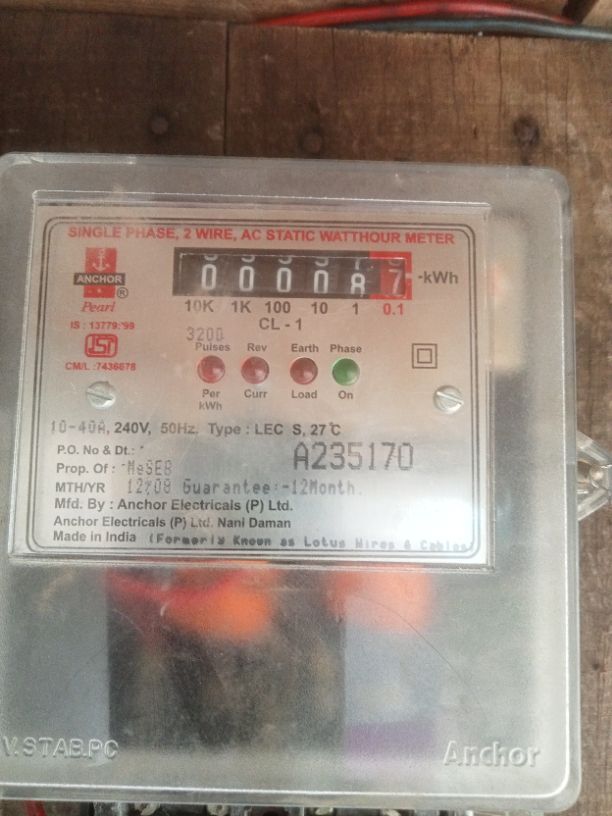 SINGLE PHASE, 2 WIRE, AC STATIC WATTHOUR METER
ANCHOR
®
Pearl
0 0 0 0 8 7 -kWh
10K 1K 100 10 1 0.1
CL - 1
IS : 13779:'99
ISI
CM/L :7436678
3200
Pulses Rev Earth Phase
Per kWh Curr Load On
10-40A, 240V, 50Hz. Type : LEC S, 27°C
P.O. No & Dt.:
A235170
Prop. Of : MeSEB
MTH/YR 12/08 Guarantee:-12Month.
Mfd. By : Anchor Electricals (P) Ltd.
Anchor Electricals (P) Ltd. Nani Daman
Made in India (Formerly Known as Lotus Wires & Cables
V.STAB.PC
Anchor